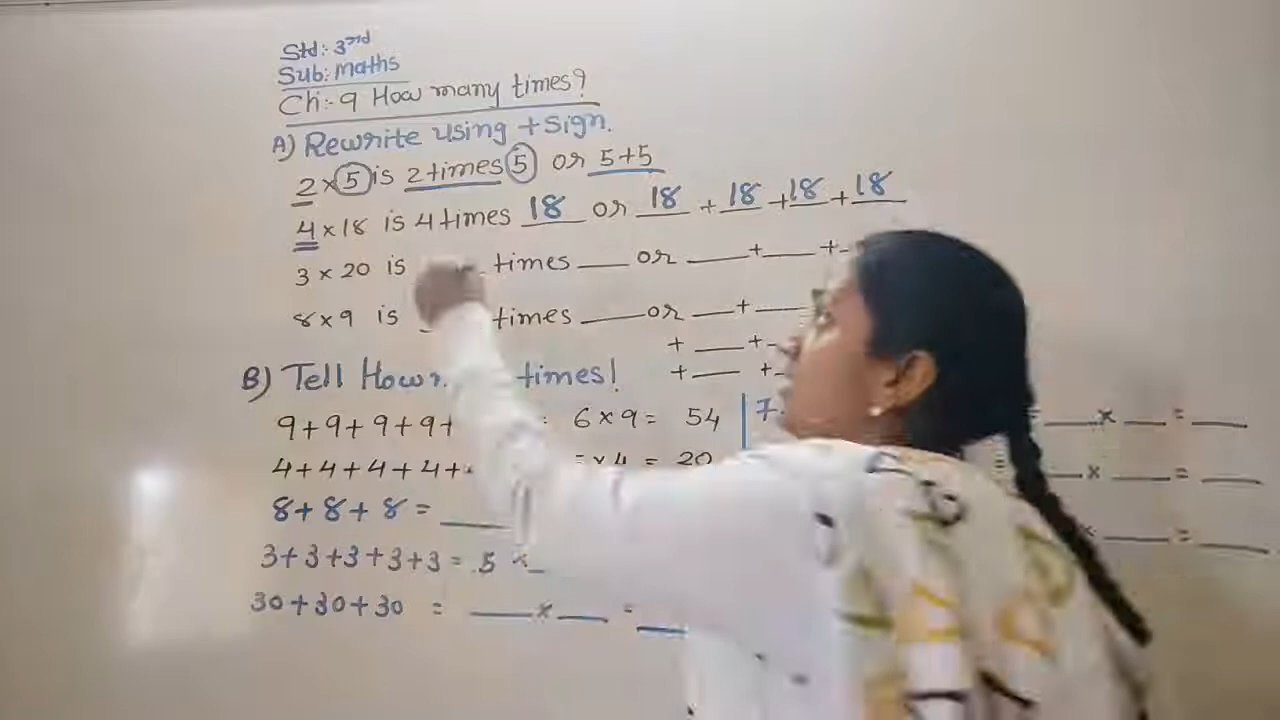 Std:- 3rd
Sub: Maths
Ch:- 9 How many times?
A) Rewrite using + sign.
2 × 5 is 2 times 5 or 5+5
4 × 18 is 4 times 18 or 18 + 18 + 18 + 18
3 × 20 is times ___ or ___ + ___ +
8 × 9 is ___ times ___ or ___ + ___
+ ___ +
+ ___ +
B) Tell How times!
9+9+9+9+ = 6 × 9 = 54 | 7. = ___ × ___ = ___
4+4+4+4+ × 4 = 20 = ___ × ___ = ___
8+8+8 = ___ × ___ = ___
3+3+3+3+3 = 5 × ___
30+30+30 = ___ × ___ = ___